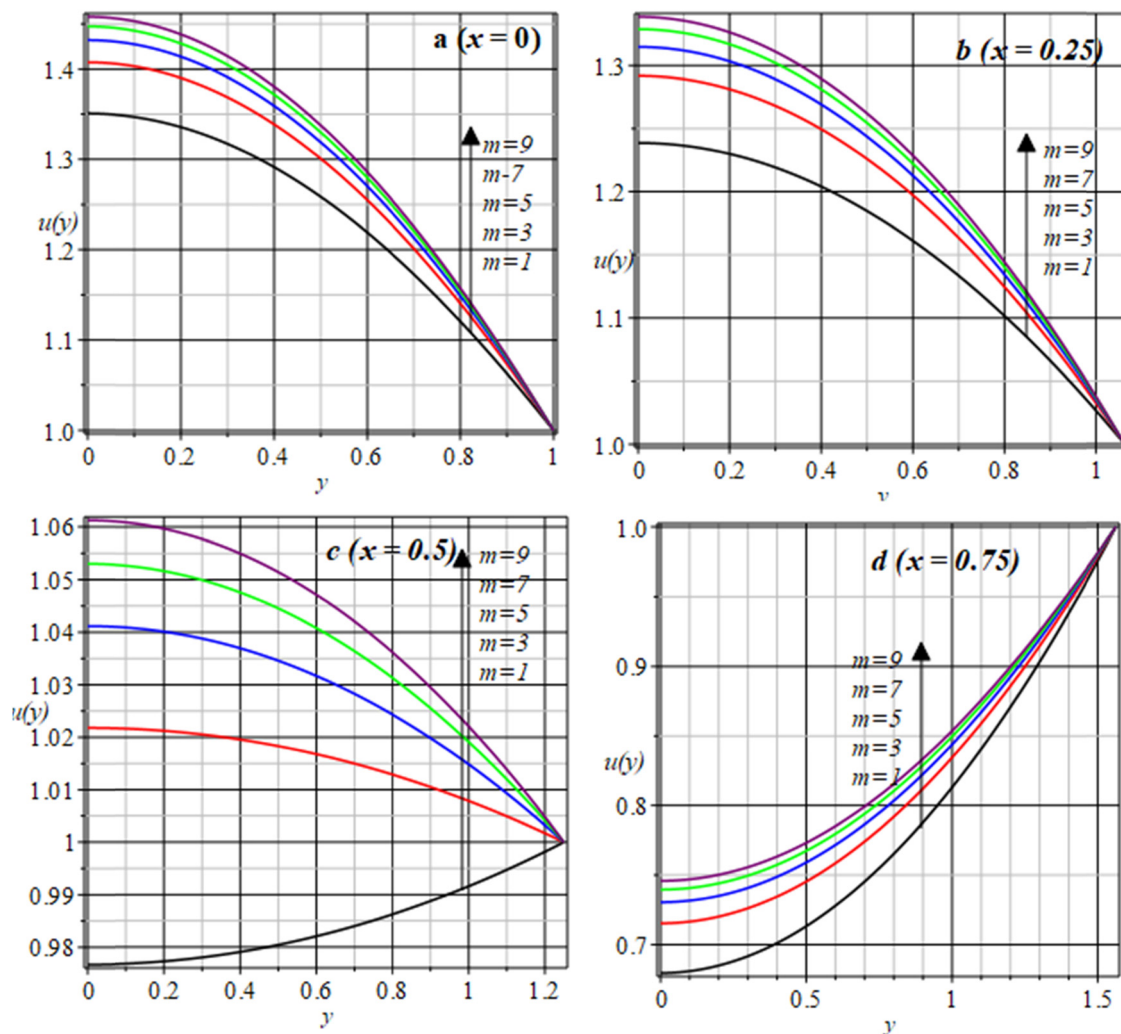 a (x = 0)
1.4
1.3
1.2
1.1
1.0
u(y)
m=9
m-7
m=5
m=3
m=1
0 0.2 0.4 0.6 0.8 1
y
b (x = 0.25)
1.3
1.2
1.1
1.0
u(y)
m=9
m=7
m=5
m=3
m=1
0 0.2 0.4 0.6 0.8 1
c (x = 0.5)
1.06
1.05
1.04
1.03
1.02
1.01
1
0.99
0.98
u(y)
m=9
m=7
m=5
m=3
m=1
0 0.2 0.4 0.6 0.8 1.0 1.2
y
d (x = 0.75)
1.0
0.9
0.8
0.7
u(y)
m=9
m=7
m=5
m=3
m=1
0 0.5 1 1.5
y